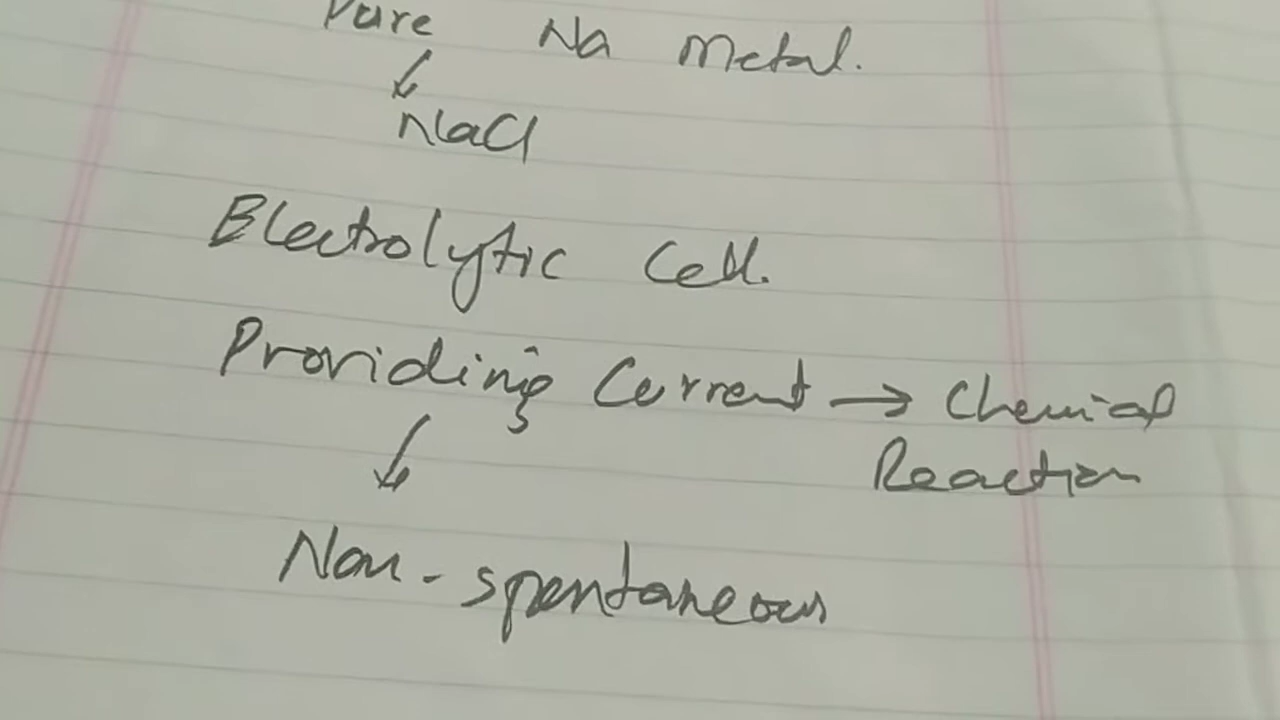 Pure Na Metal.
NaCl
Electrolytic Cell.
Providing Current → Chemical
Reaction
Non-spontaneous